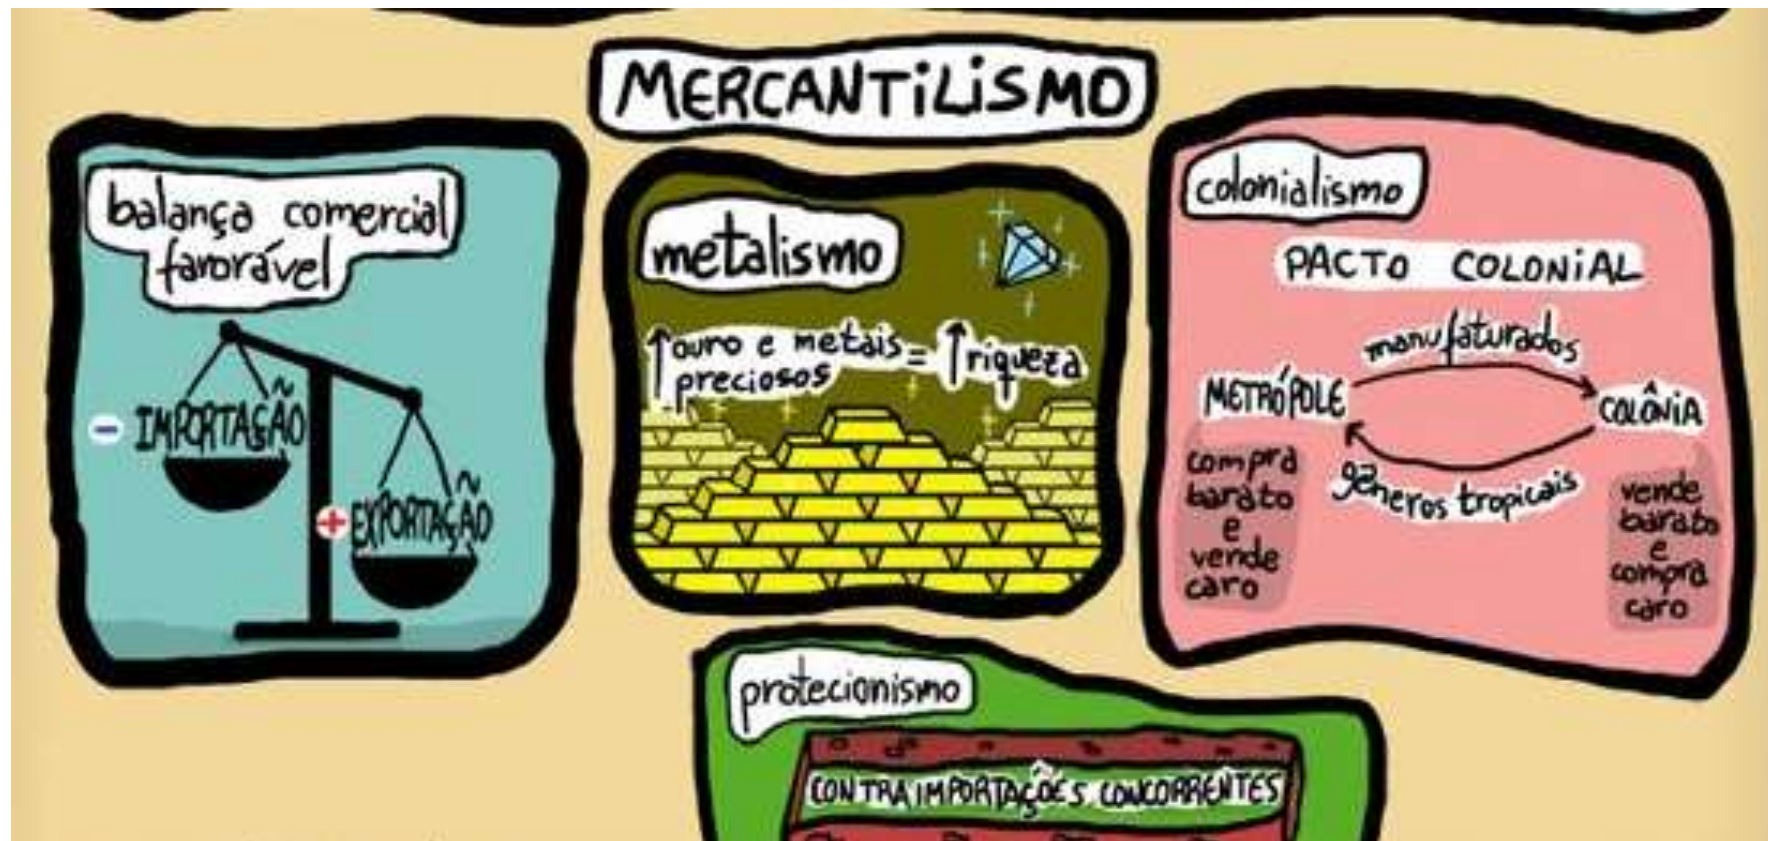 MERCANTILISMO
balança comercial
favorável
- IMPORTAÇÃO
+ EXPORTAÇÃO
metalismo
↑ouro e metais = ↑riqueza
preciosos
colonialismo
PACTO COLONIAL
manufaturados
METRÓPOLE
COLÔNIA
gêneros tropicais
compra
barato
e
vende
caro
vende
barato
e
compra
caro
protecionismo
CONTRA IMPORTAÇÕES CONCORRENTES